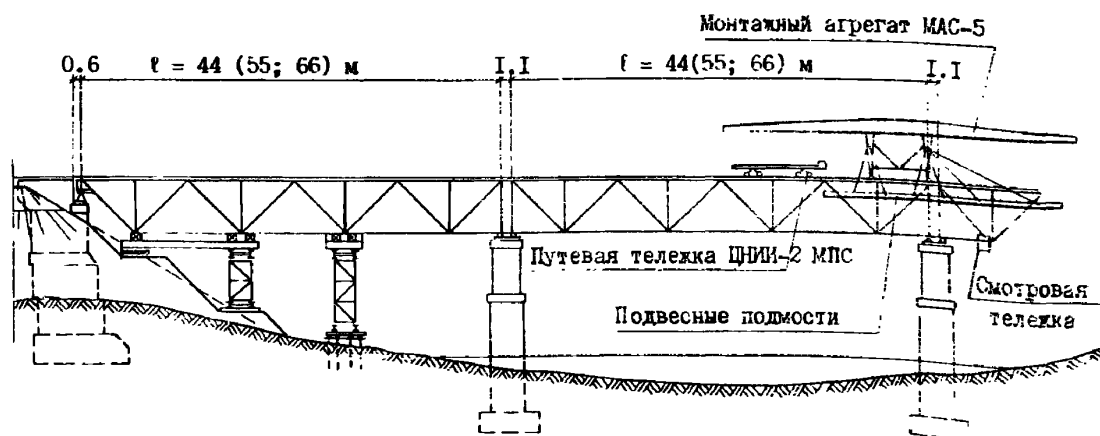 Монтажный агрегат МАС-5
0.6 ℓ = 44 (55; 66) м I.I ℓ = 44(55; 66) м I.I
Путевая тележка ЦНИИ-2 МПС
Смотровая
тележка
Подвесные подмости